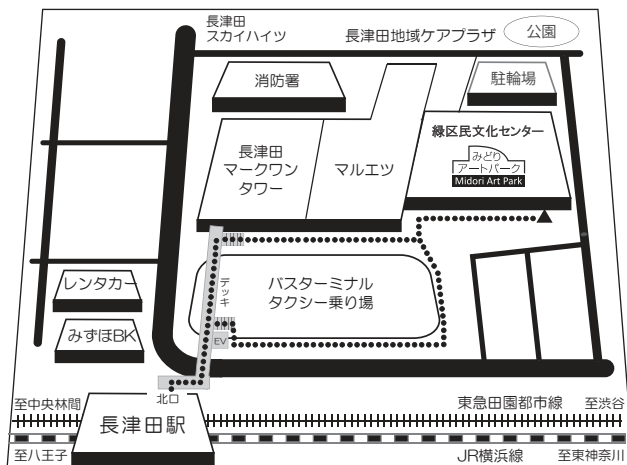 長津田
スカイハイツ
長津田地域ケアプラザ
公園
消防署
駐輪場
長津田
マークワン
タワー
マルエツ
緑区民文化センター
みどり
アートパーク
Midori Art Park
レンタカー
デッキ
バスターミナル
タクシー乗り場
みずほBK
EV
北口
至中央林間
東急田園都市線
至渋谷
長津田駅
至八王子
JR横浜線
至東神奈川